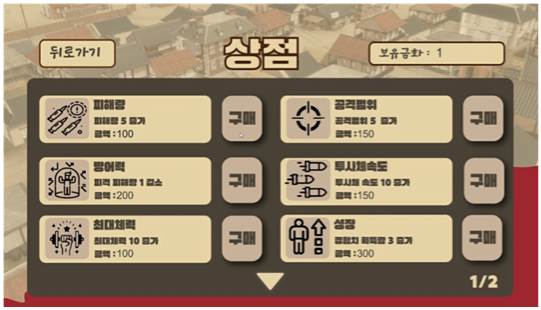 뒤로가기
상점
보유금화 : 1
피해량
피해량 5 증가
금액 :100
구매
공격범위
공격범위 5 증가
금액 :150
구매
방어력
피격 피해량 1 감소
금액 :200
구매
투사체속도
투사체 속도 10 증가
금액 :150
구매
최대체력
최대체력 10 증가
금액 :100
구매
성장
경험치 획득량 3 증가
금액 :300
구매
1/2